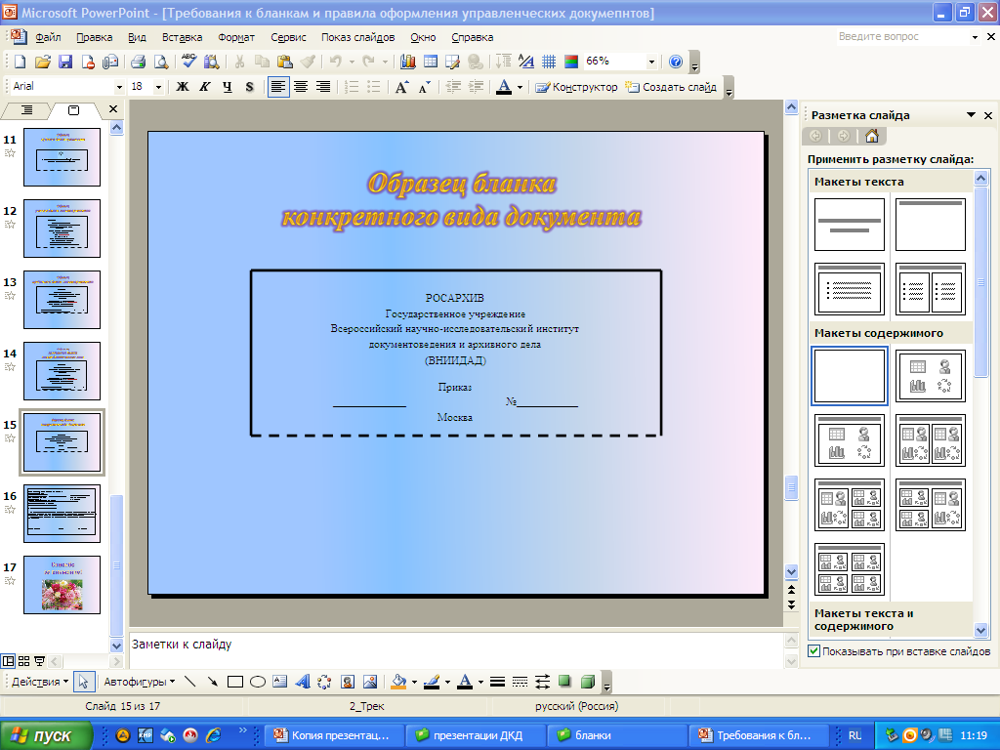 Microsoft PowerPoint - [Требования к бланкам и правила оформления управленческих докумепнтов]
Файл Правка Вид Вставка Формат Сервис Показ слайдов Окно Справка
Введите вопрос
66%
Arial 18 Ж К Ч S Конструктор Создать слайд
Разметка слайда
Применить разметку слайда:
Макеты текста
Макеты содержимого
Макеты текста и
содержимого
Показывать при вставке слайдов
11
12
13
14
15
16
17
Образец бланка
конкретного вида документа
РОСАРХИВ
Государственное учреждение
Всероссийский научно-исследовательский институт
документоведения и архивного дела
(ВНИИДАД)
Приказ
_____________ №___________
Москва
Заметки к слайду
Действия Автофигуры
Слайд 15 из 17 2_Трек русский (Россия)
пуск Копия презентац... презентации ДКД бланки Требования к бл... RU 11:19